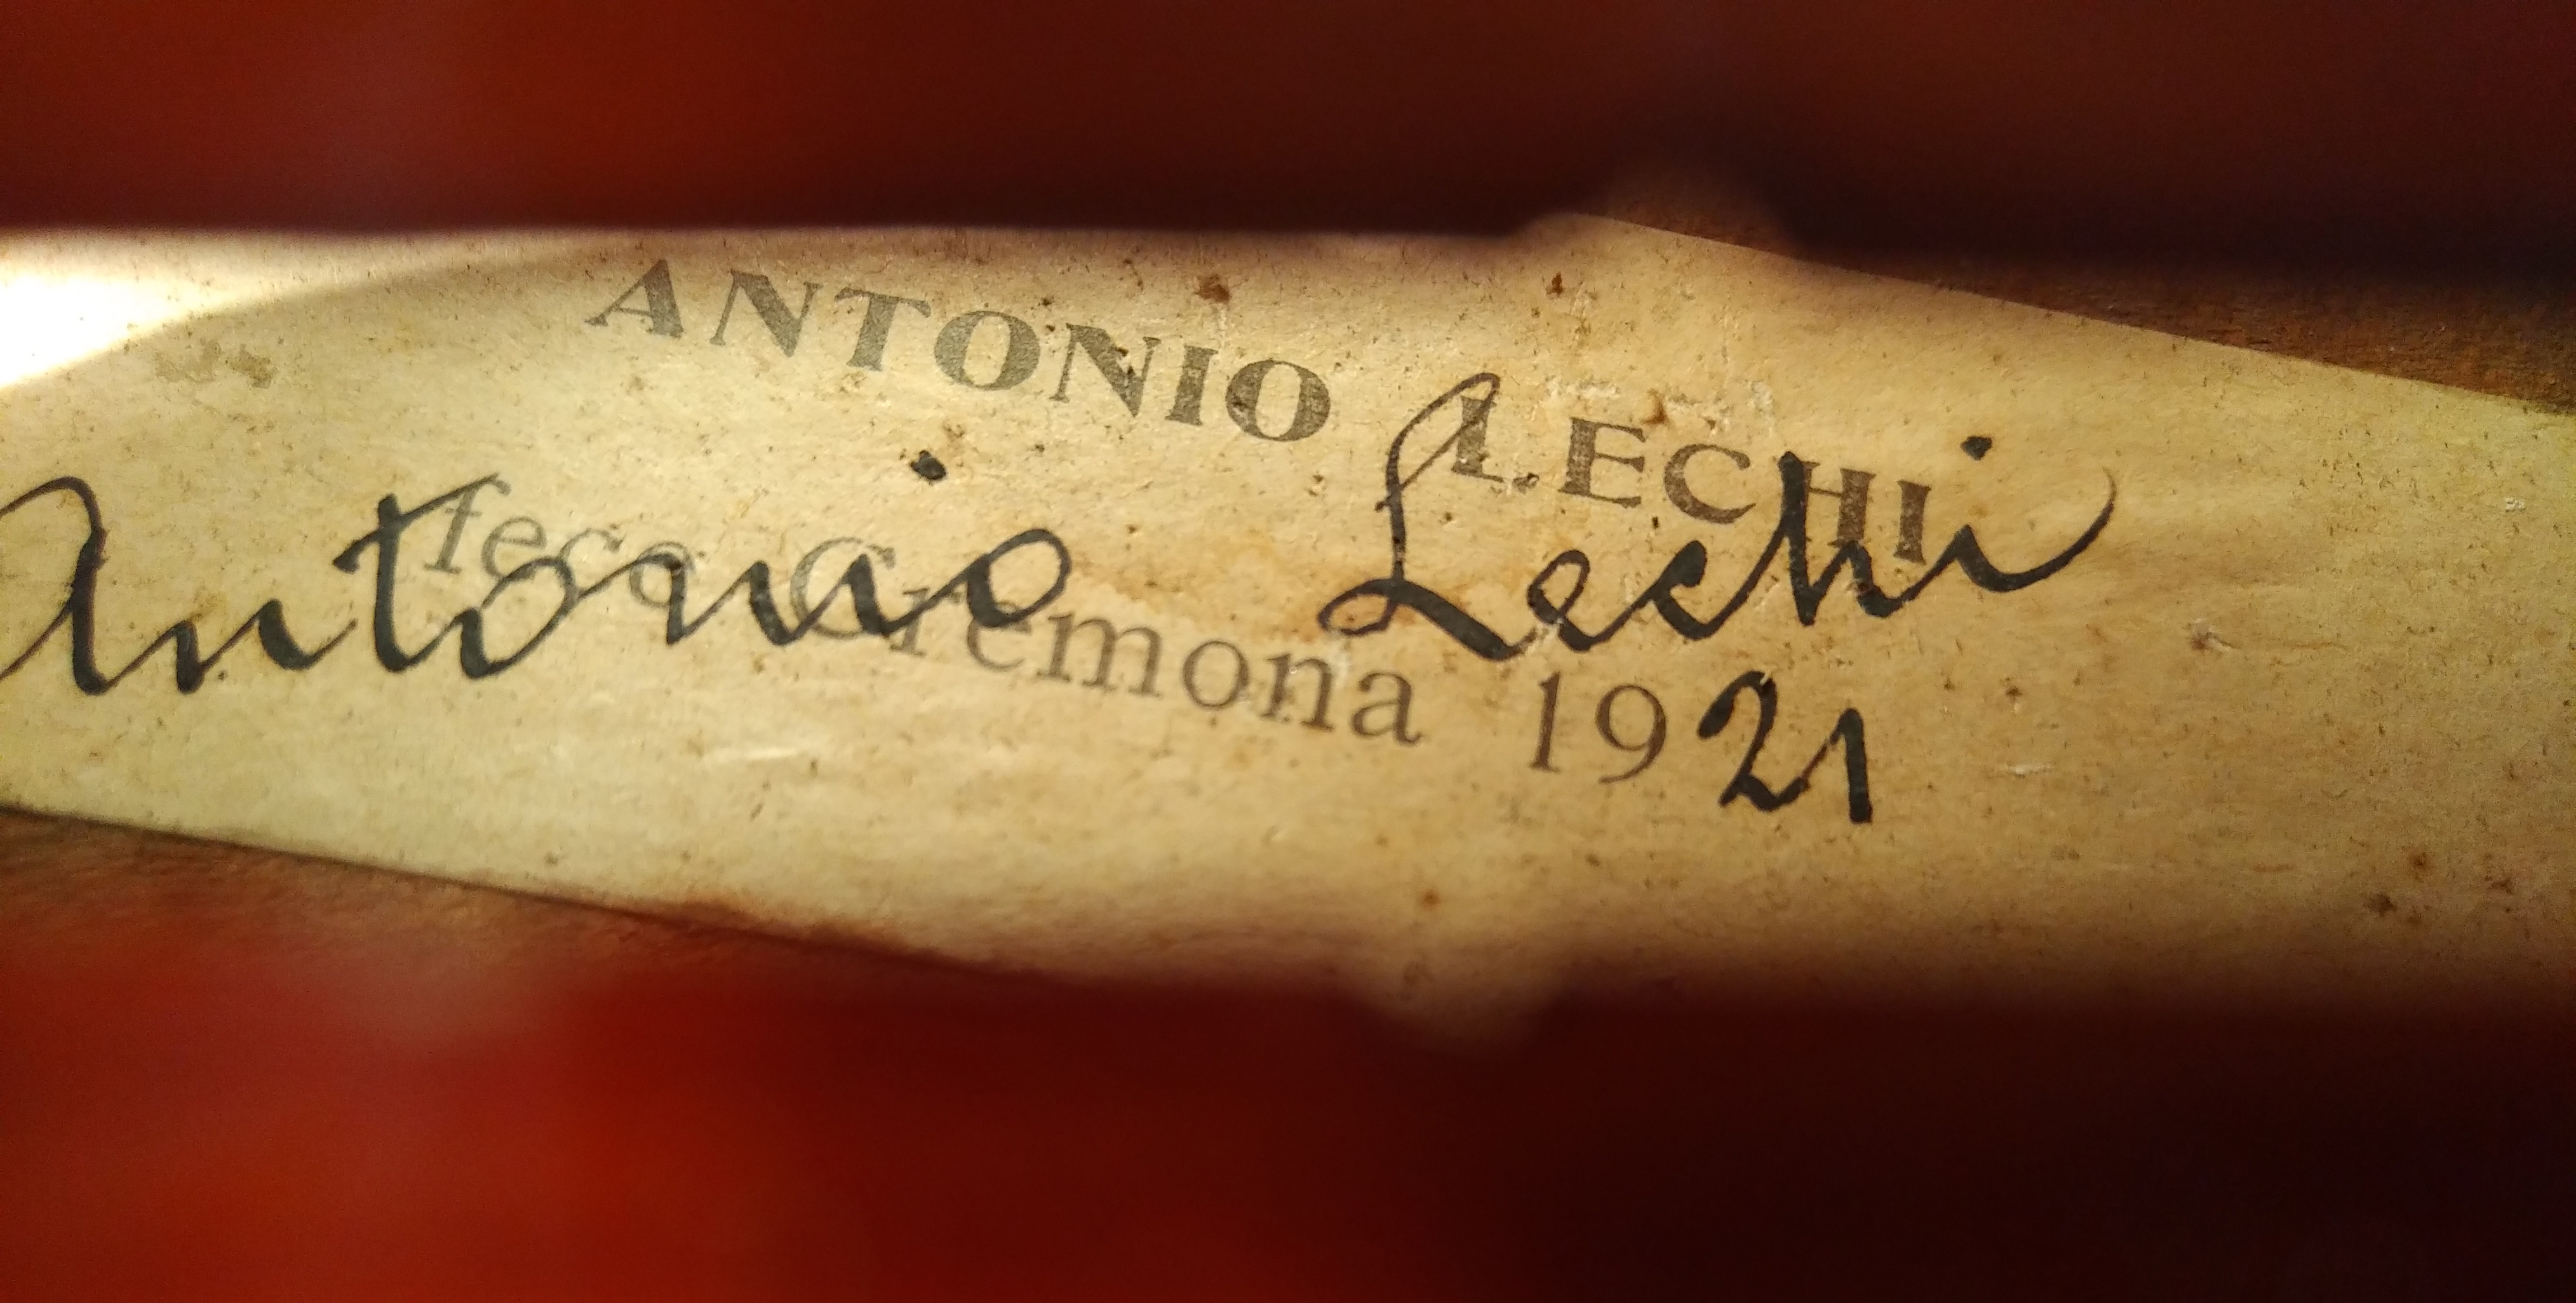 ANTONIO LECHI
Antonio Lechi
fece Cremona 1921